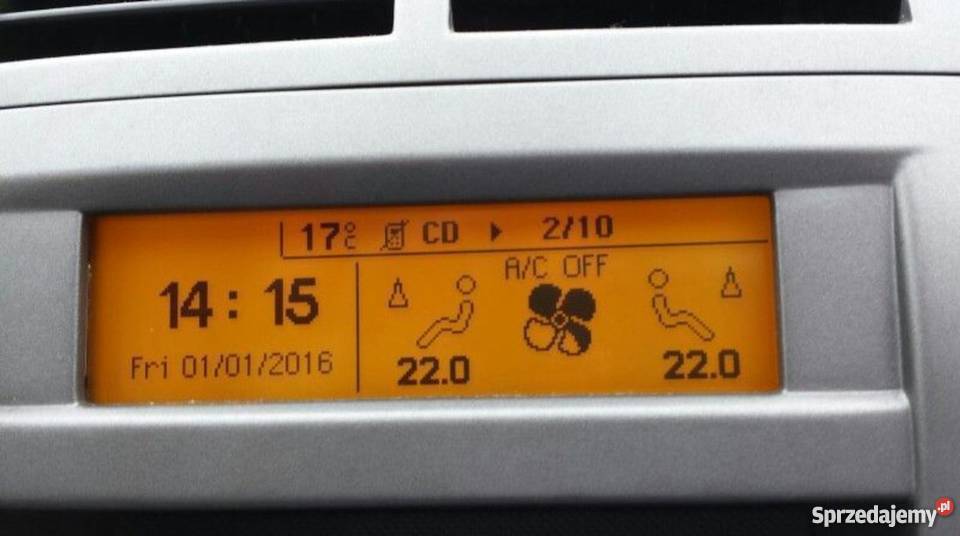 17°C CD 2/10
14:15
Fri 01/01/2016
A/C OFF
22.0
22.0
Sprzedajemy.pl